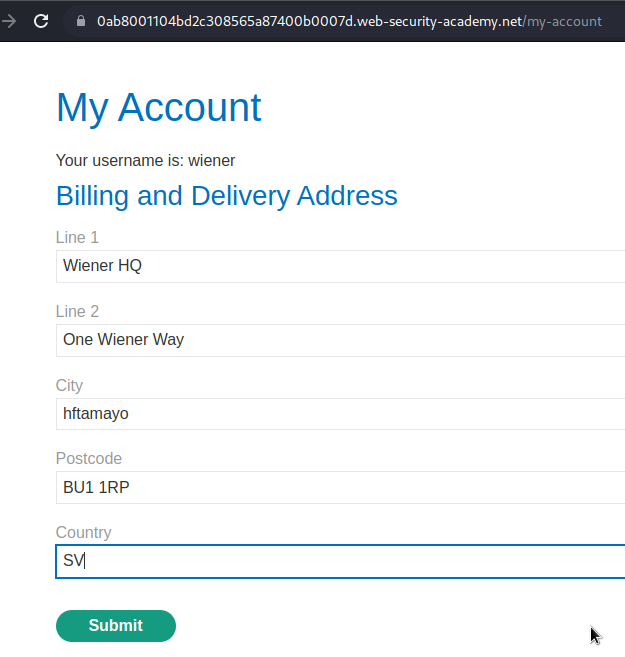 0ab8001104bd2c308565a87400b0007d.web-security-academy.net/my-account
My Account
Your username is: wiener
Billing and Delivery Address
Line 1
Wiener HQ
Line 2
One Wiener Way
City
hftamayo
Postcode
BU1 1RP
Country
SV
Submit